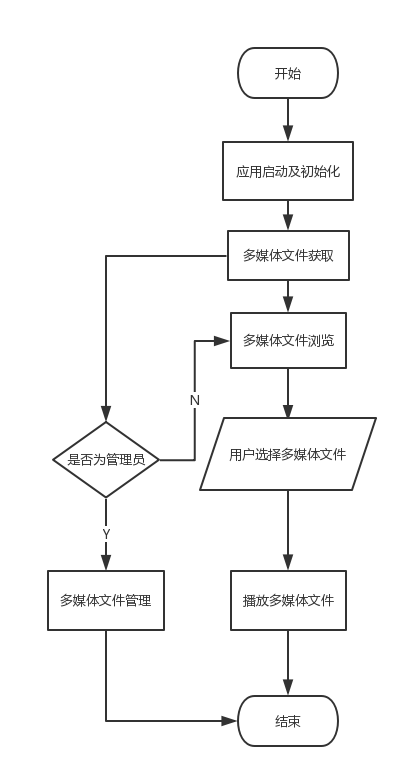 开始
应用启动及初始化
多媒体文件获取
多媒体文件浏览
N
用户选择多媒体文件
是否为管理员
Y
多媒体文件管理
播放多媒体文件
结束